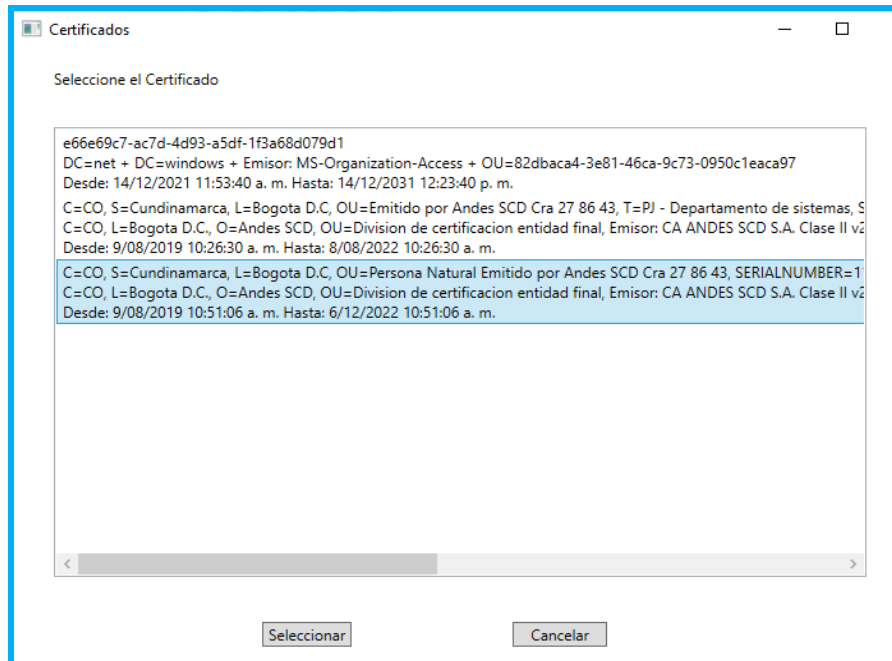 Certificados
Seleccione el Certificado
e66e69c7-ac7d-4d93-a5df-1f3a68d079d1
DC=net + DC=windows + Emisor: MS-Organization-Access + OU=82dbaca4-3e81-46ca-9c73-0950c1eaca97
Desde: 14/12/2021 11:53:40 a. m. Hasta: 14/12/2031 12:23:40 p. m.
C=CO, S=Cundinamarca, L=Bogota D.C, OU=Emitido por Andes SCD Cra 27 86 43, T=PJ - Departamento de sistemas, S
C=CO, L=Bogota D.C., O=Andes SCD, OU=Division de certificacion entidad final, Emisor: CA ANDES SCD S.A. Clase II v2
Desde: 9/08/2019 10:26:30 a. m. Hasta: 8/08/2022 10:26:30 a. m.
C=CO, S=Cundinamarca, L=Bogota D.C, OU=Persona Natural Emitido por Andes SCD Cra 27 86 43, SERIALNUMBER=1
C=CO, L=Bogota D.C., O=Andes SCD, OU=Division de certificacion entidad final, Emisor: CA ANDES SCD S.A. Clase II v2
Desde: 9/08/2019 10:51:06 a. m. Hasta: 6/12/2022 10:51:06 a. m.
Seleccionar
Cancelar